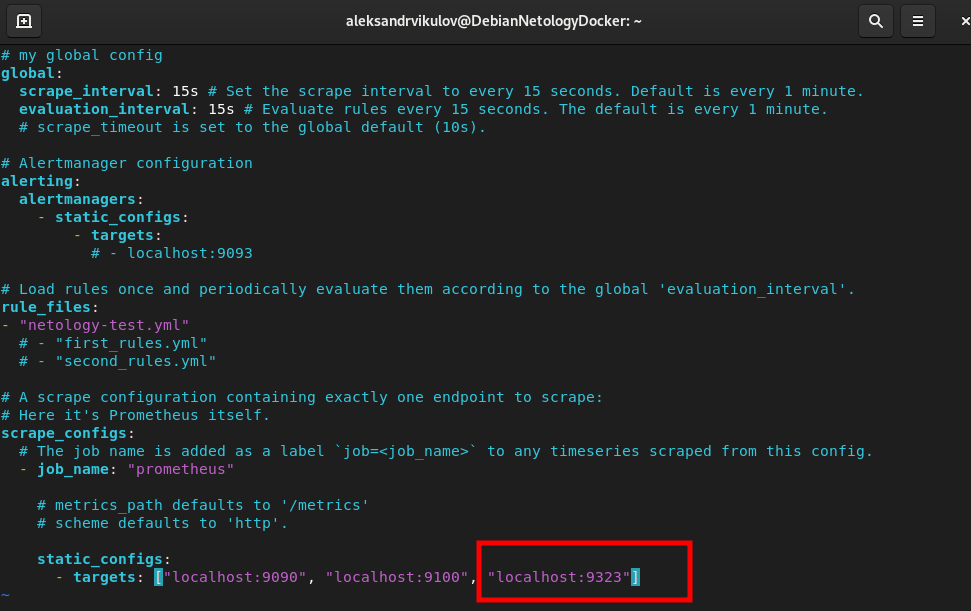 aleksandrvikulov@DebianNetologyDocker: ~
# my global config
global:
  scrape_interval: 15s # Set the scrape interval to every 15 seconds. Default is every 1 minute.
  evaluation_interval: 15s # Evaluate rules every 15 seconds. The default is every 1 minute.
  # scrape_timeout is set to the global default (10s).

# Alertmanager configuration
alerting:
  alertmanagers:
    - static_configs:
        - targets:
          # - localhost:9093

# Load rules once and periodically evaluate them according to the global 'evaluation_interval'.
rule_files:
- "netology-test.yml"
  # - "first_rules.yml"
  # - "second_rules.yml"

# A scrape configuration containing exactly one endpoint to scrape:
# Here it's Prometheus itself.
scrape_configs:
  # The job name is added as a label `job=<job_name>` to any timeseries scraped from this config.
  - job_name: "prometheus"

    # metrics_path defaults to '/metrics'
    # scheme defaults to 'http'.

    static_configs:
      - targets: ["localhost:9090", "localhost:9100", "localhost:9323"]
~